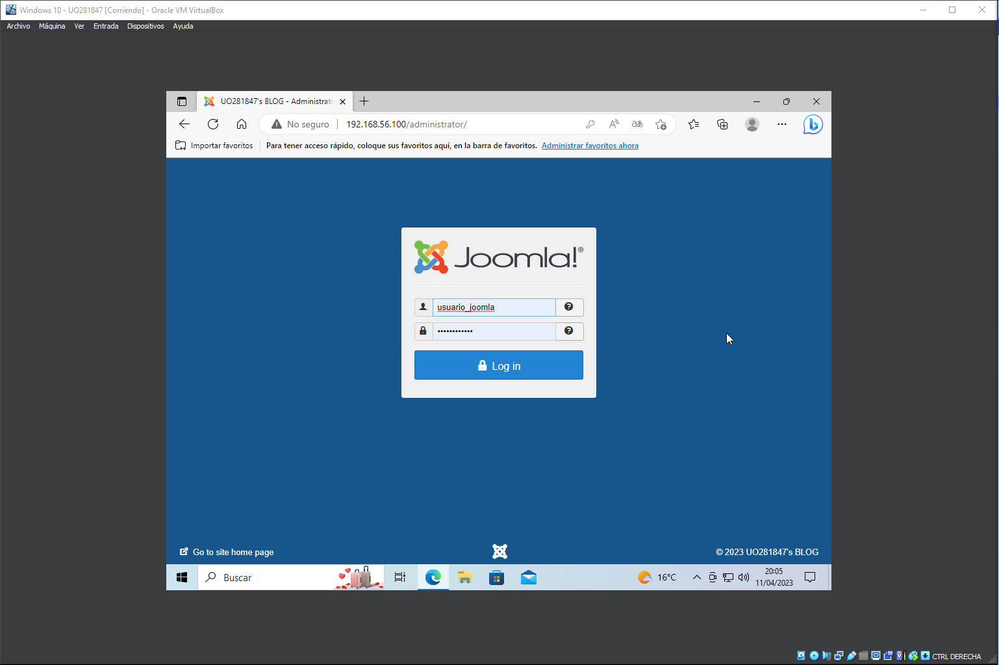 Windows 10 - UO281847 [Corriendo] - Oracle VM VirtualBox
Archivo Máquina Ver Entrada Dispositivos Ayuda
UO281847's BLOG - Administrati
No seguro 192.168.56.100/administrator/
Importar favoritos Para tener acceso rápido, coloque sus favoritos aquí, en la barra de favoritos. Administrar favoritos ahora
Joomla!®
usuario_joomla
••••••••••••
Log in
Go to site home page
© 2023 UO281847's BLOG
Buscar
16°C
20:05
11/04/2023
CTRL DERECHA